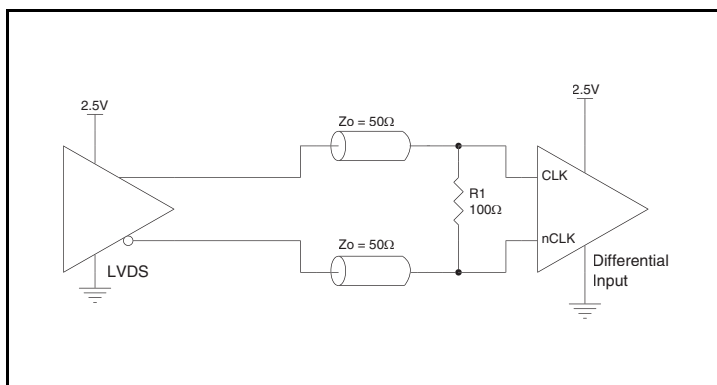 2.5V
2.5V
Zo = 50Ω
CLK
R1
100Ω
nCLK
Zo = 50Ω
LVDS
Differential
Input